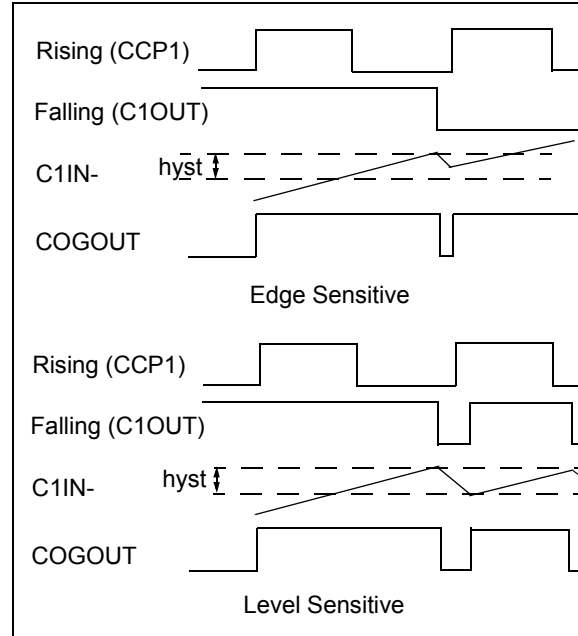 Rising (CCP1)
Falling (C1OUT)
hyst
C1IN-
COGOUT
Edge Sensitive
Rising (CCP1)
Falling (C1OUT)
C1IN-
hyst
COGOUT
Level Sensitive